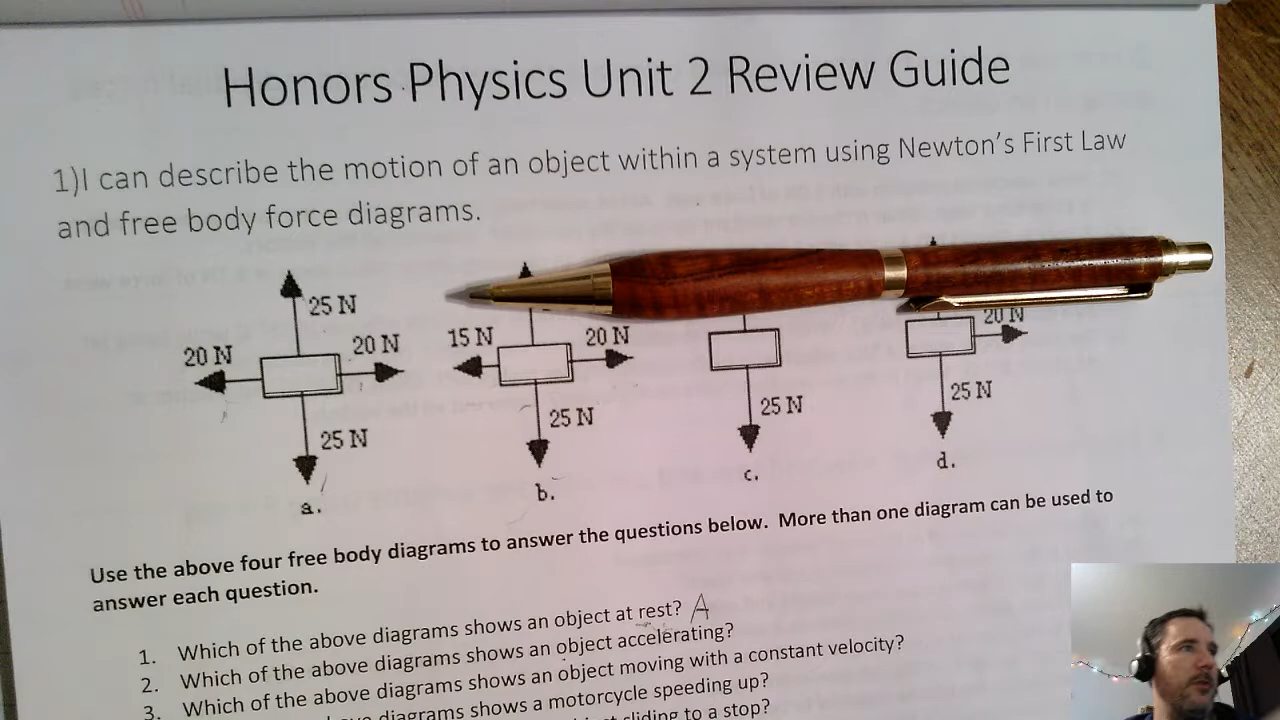 Honors Physics Unit 2 Review Guide
1)I can describe the motion of an object within a system using Newton's First Law
and free body force diagrams.
25 N
20 N
20 N
25 N
a.
15 N
20 N
25 N
b.
25 N
c.
20 N
25 N
d.
Use the above four free body diagrams to answer the questions below. More than one diagram can be used to
answer each question.
1. Which of the above diagrams shows an object at rest? A
2. Which of the above diagrams shows an object accelerating?
3. Which of the above diagrams shows an object moving with a constant velocity?
diagrams shows a motorcycle speeding up?
sliding to a stop?